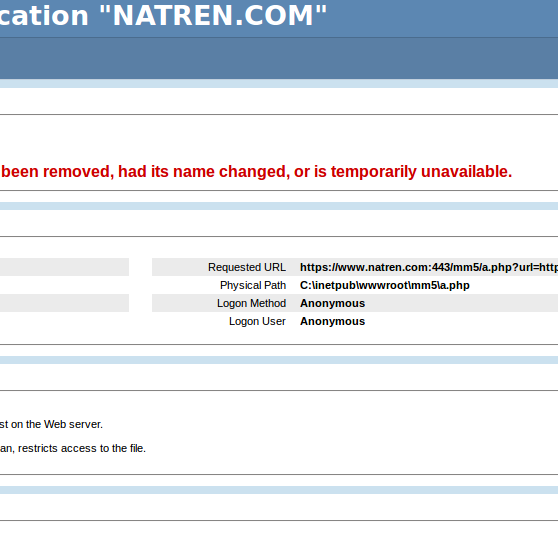 cation "NATREN.COM"
been removed, had its name changed, or is temporarily unavailable.
Requested URL https://www.natren.com:443/mm5/a.php?url=http
Physical Path C:\inetpub\wwwroot\mm5\a.php
Logon Method Anonymous
Logon User Anonymous
st on the Web server.
an, restricts access to the file.